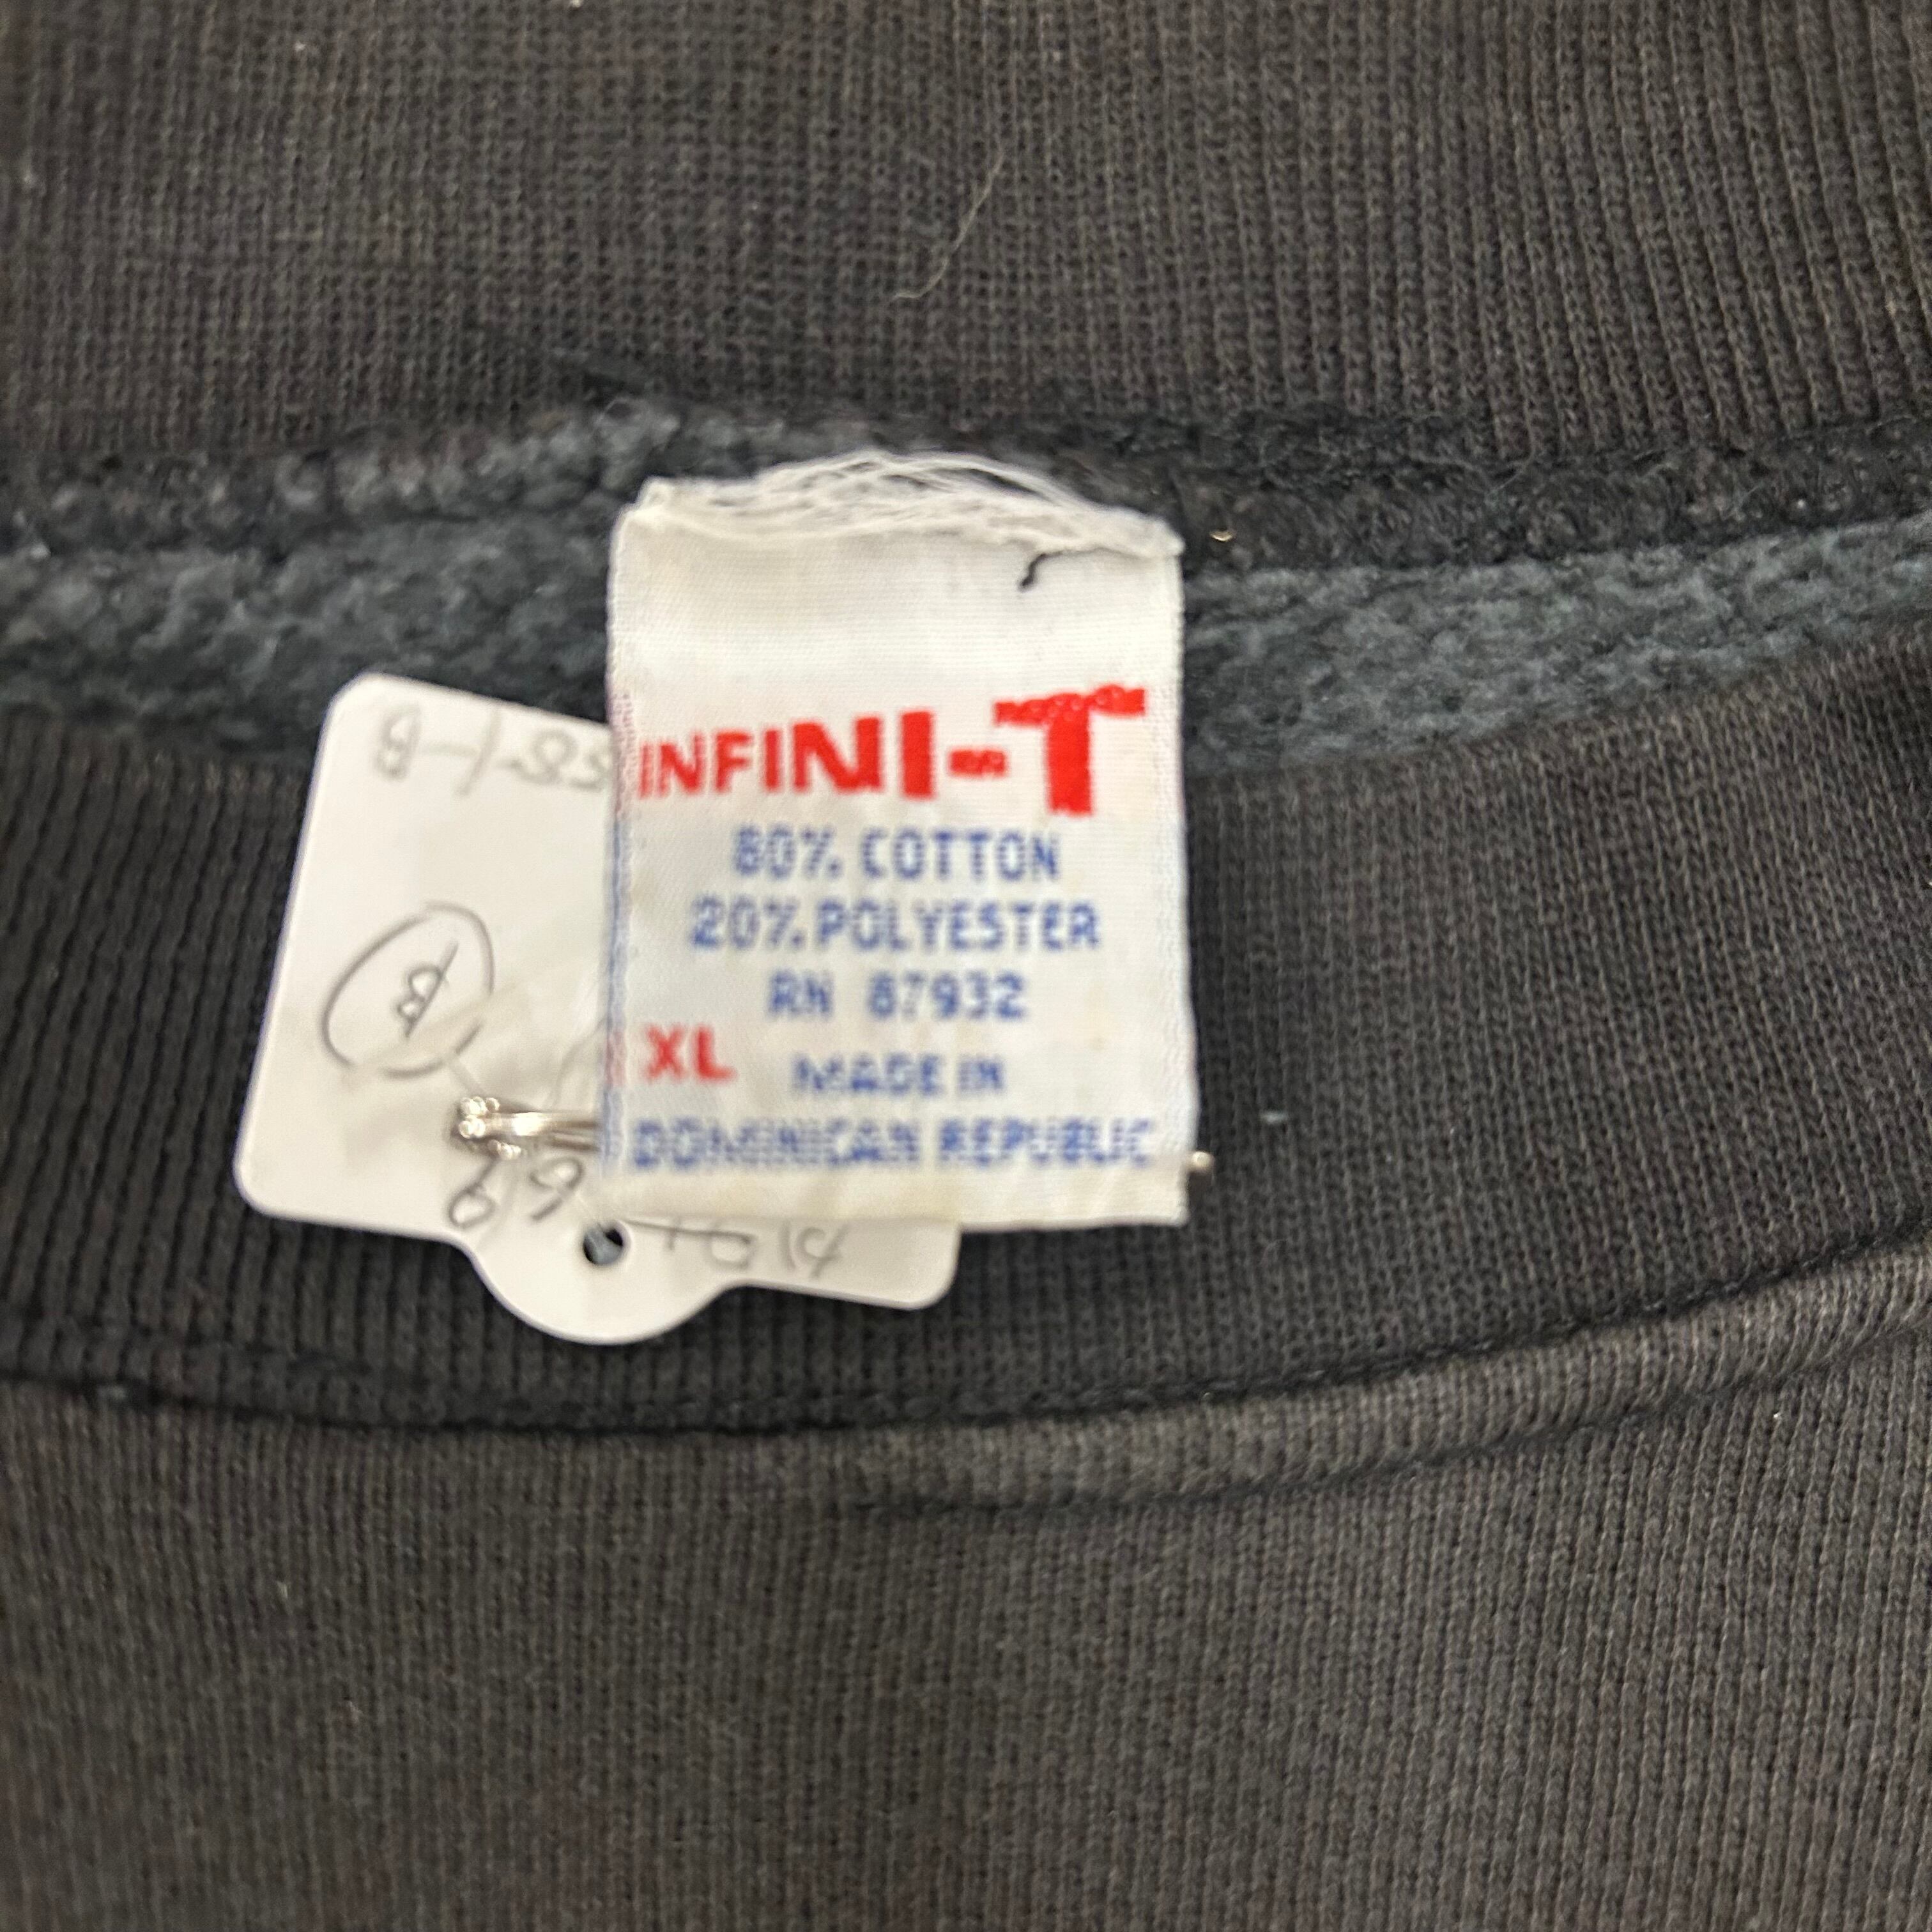 INFINI-T
80% COTTON
20% POLYESTER
RN 87932
XL MADE IN
DOMINICAN REPUBLIC